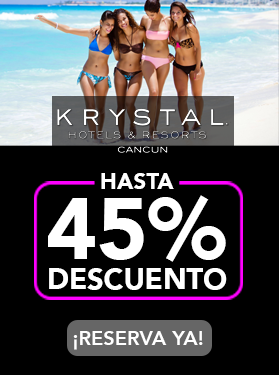 KRYSTAL®
HOTELS & RESORTS
CANCUN
HASTA
45%
DESCUENTO
¡RESERVA YA!